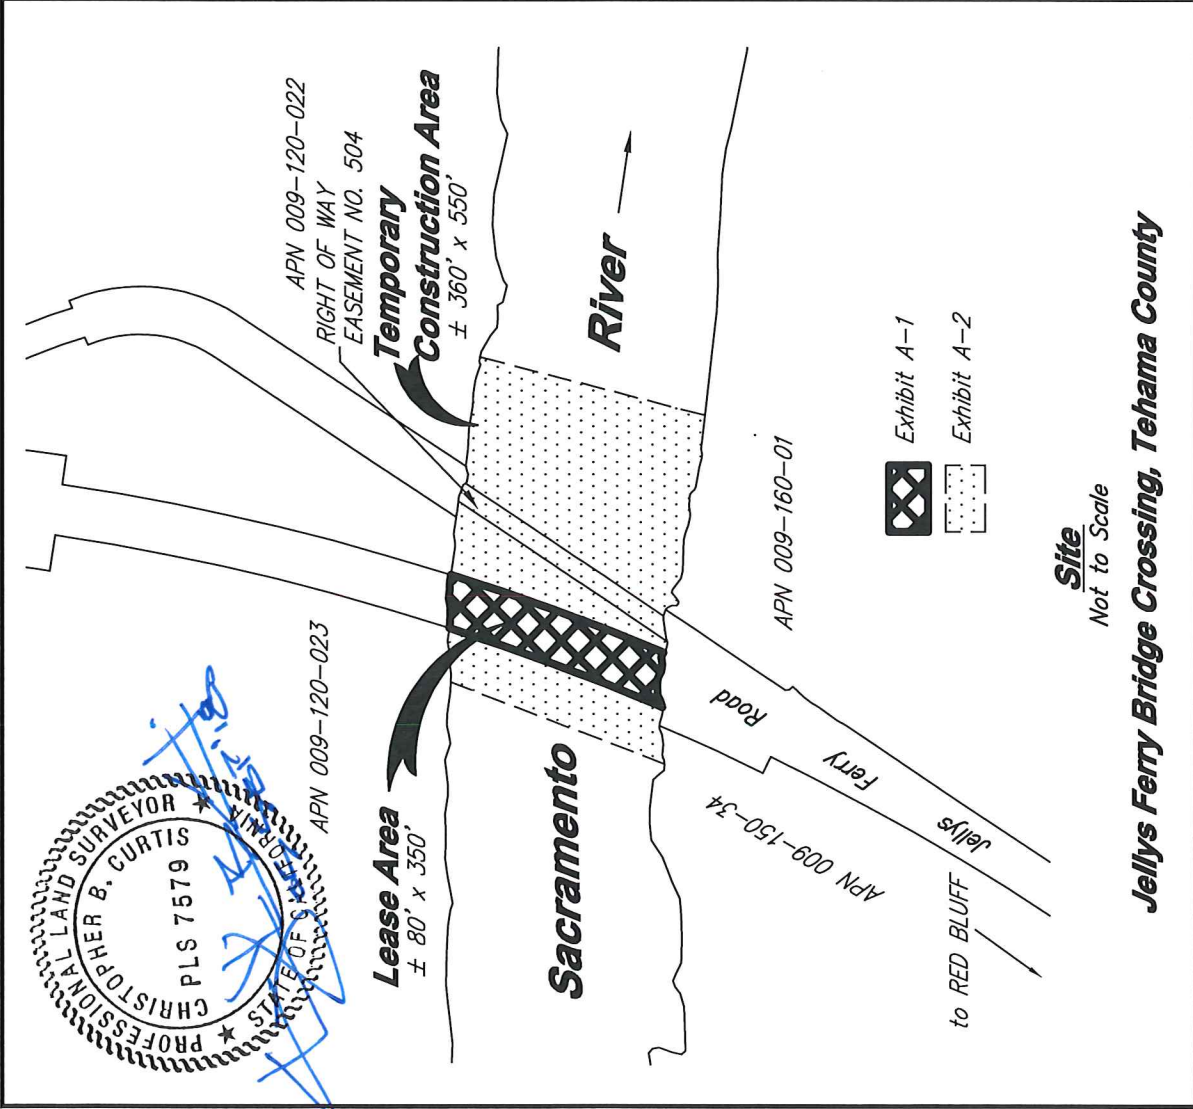 PROFESSIONAL LAND SURVEYOR
CHRISTOPHER B. CURTIS
PLS 7579
★ STATE OF CALIFORNIA ★
APN 009-120-023
APN 009-120-022
RIGHT OF WAY
EASEMENT NO. 504
Lease Area
± 80' x 350'
Temporary
Construction Area
± 360' x 550'
Sacramento
River
APN 009-150-34
APN 009-160-01
Jellys Ferry Road
to RED BLUFF
Exhibit A-1
Exhibit A-2
Site
Not to Scale
Jellys Ferry Bridge Crossing, Tehama County